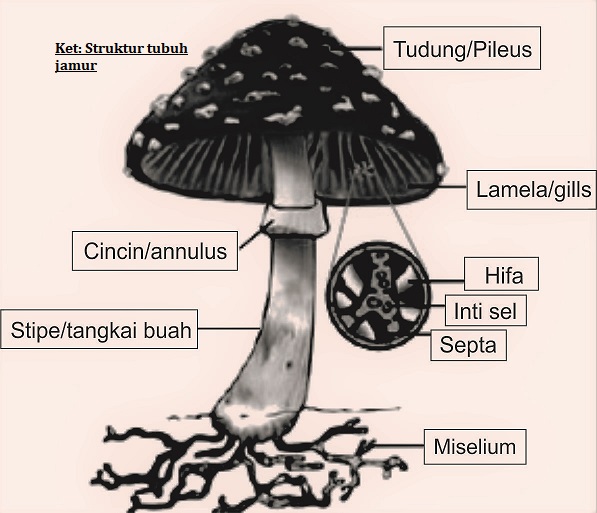 Ket: Struktur tubuh
jamur
Tudung/Pileus
Lamela/gills
Cincin/annulus
Hifa
Inti sel
Stipe/tangkai buah
Septa
Miselium